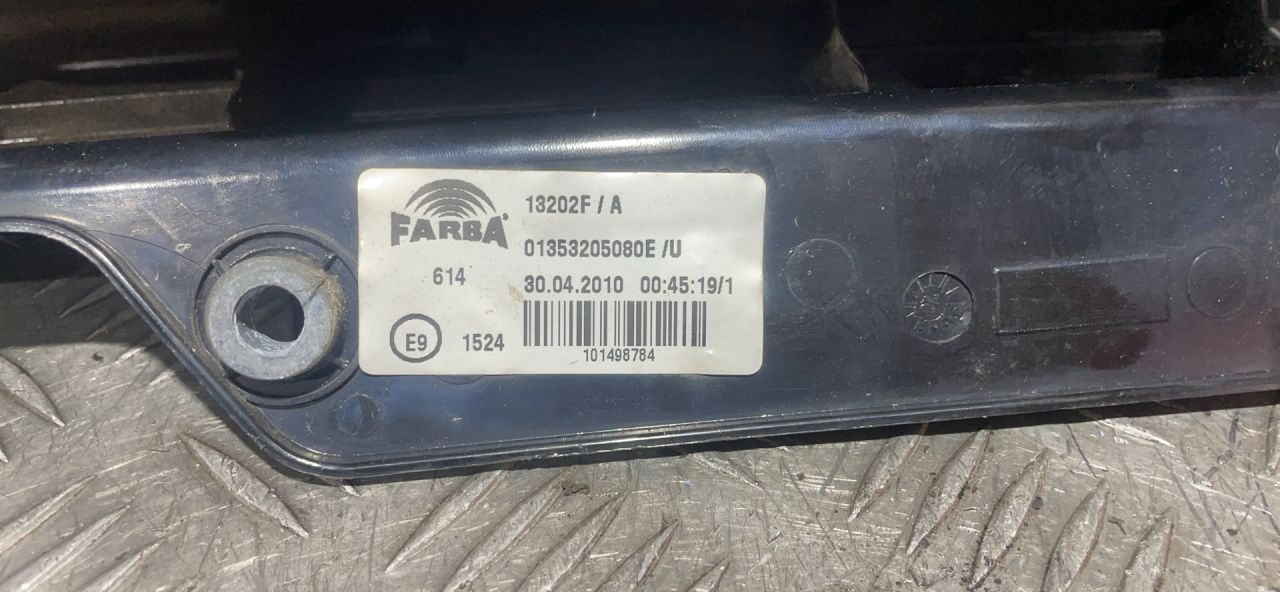 FARBA
13202F / A
01353205080E /U
614
30.04.2010 00:45:19/1
E9
1524
101498784